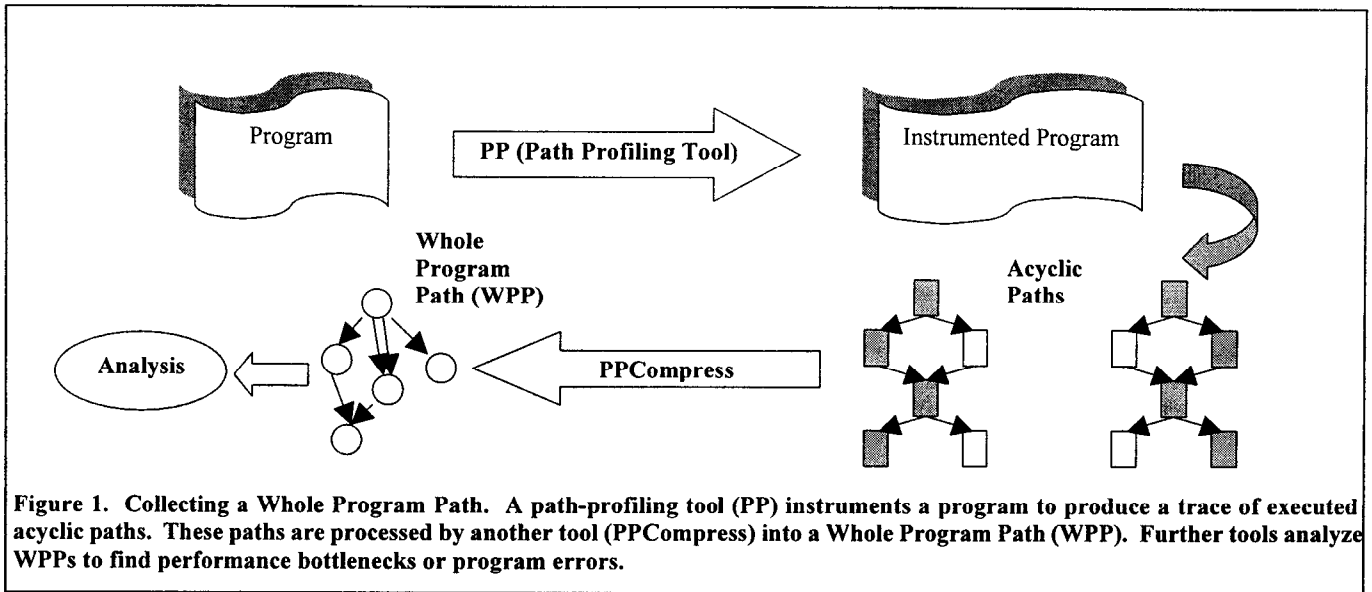 Program
PP (Path Profiling Tool)
Instrumented Program
Whole
Program
Path (WPP)
Acyclic
Paths
Analysis
PPCompress
Figure 1. Collecting a Whole Program Path. A path-profiling tool (PP) instruments a program to produce a trace of executed
acyclic paths. These paths are processed by another tool (PPCompress) into a Whole Program Path (WPP). Further tools analyze
WPPs to find performance bottlenecks or program errors.